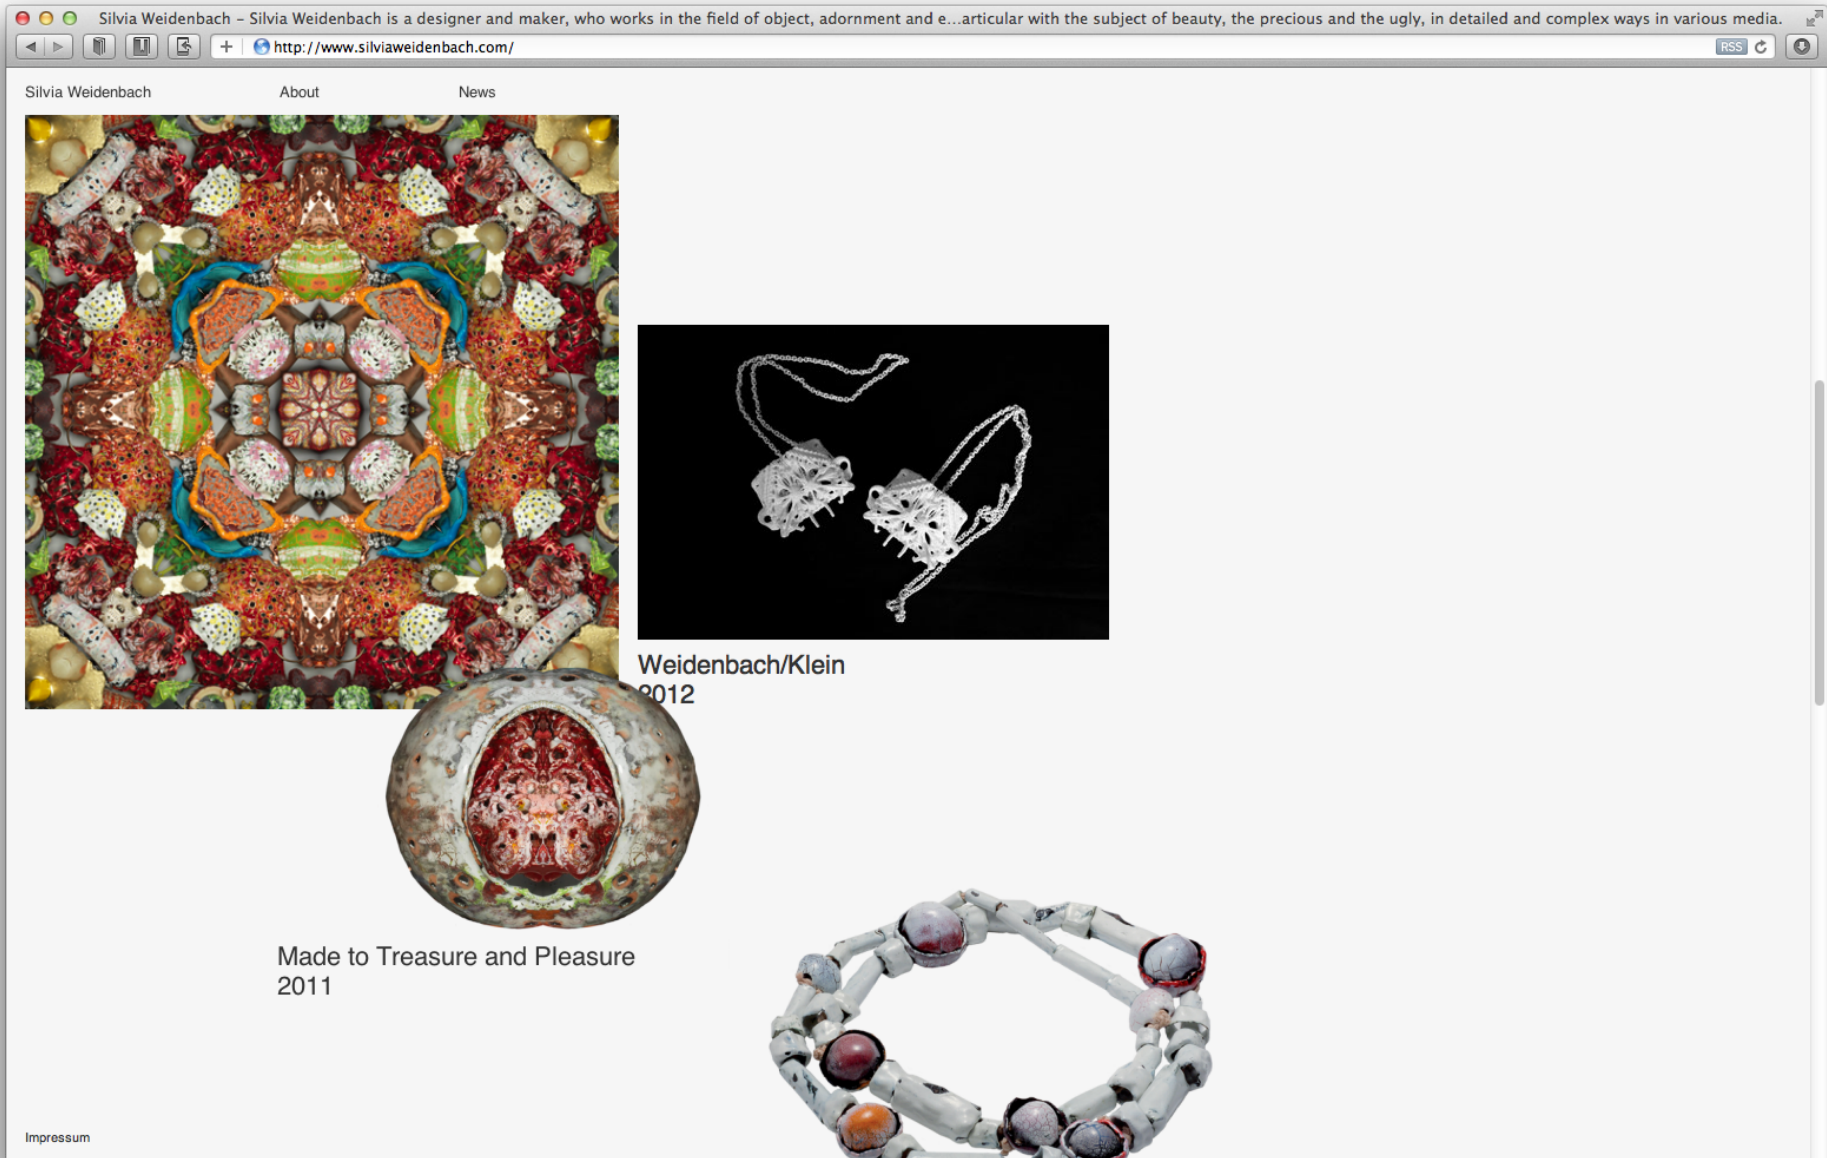 Silvia Weidenbach – Silvia Weidenbach is a designer and maker, who works in the field of object, adornment and e...articular with the subject of beauty, the precious and the ugly, in detailed and complex ways in various media.
http://www.silviaweidenbach.com/
RSS
Silvia Weidenbach About News
Weidenbach/Klein
2012
Made to Treasure and Pleasure
2011
Impressum